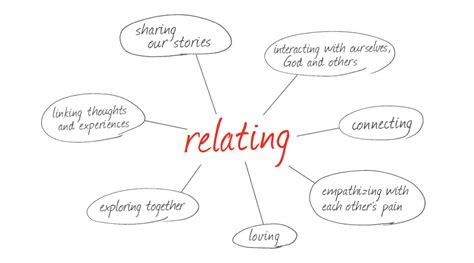 sharing
our stories
interacting with ourselves,
God and others
linking thoughts
and experiences
relating
connecting
exploring together
empathizing with
each other's pain
loving